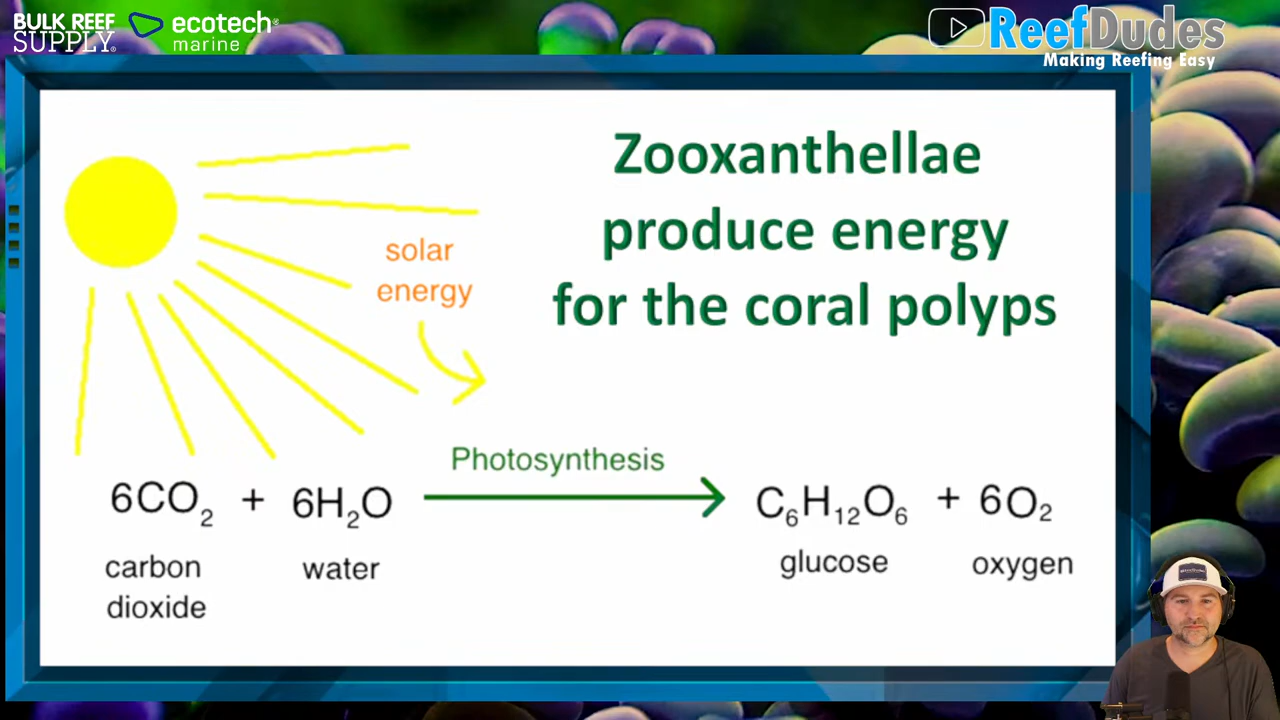 BULK REEF
SUPPLY®
ecotech®
marine
ReefDudes
Making Reefing Easy
Zooxanthellae
produce energy
for the coral polyps
solar
energy
Photosynthesis
6CO₂ + 6H₂O
C₆H₁₂O₆ + 6O₂
carbon
dioxide
water
glucose
oxygen